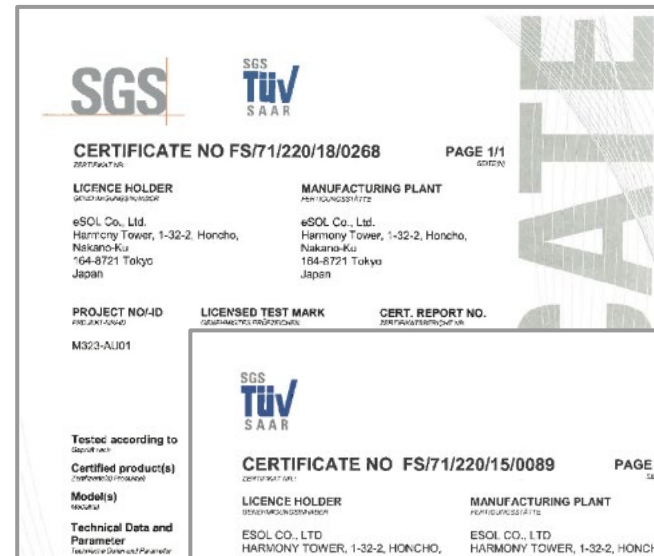 SGS
SGS
TÜV
SAAR
CERTIFICATE NO FS/71/220/18/0268 PAGE 1/1
LICENCE HOLDER MANUFACTURING PLANT
eSOL Co., Ltd. eSOL Co., Ltd.
Harmony Tower, 1-32-2, Honcho, Harmony Tower, 1-32-2, Honcho,
Nakano-Ku Nakano-Ku
164-8721 Tokyo 164-8721 Tokyo
Japan Japan
PROJECT NO/-ID LICENSED TEST MARK CERT. REPORT NO.
M323-AU01
Tested according to
Certified product(s)
Model(s)
Technical Data and
Parameter
Technische Daten und Parameter
CATE
SGS
TÜV
SAAR
CERTIFICATE NO FS/71/220/15/0089 PAGE
LICENCE HOLDER MANUFACTURING PLANT
ESOL CO., LTD ESOL CO., LTD
HARMONY TOWER, 1-32-2, HONCHO, HARMONY TOWER, 1-32-2, HONCH